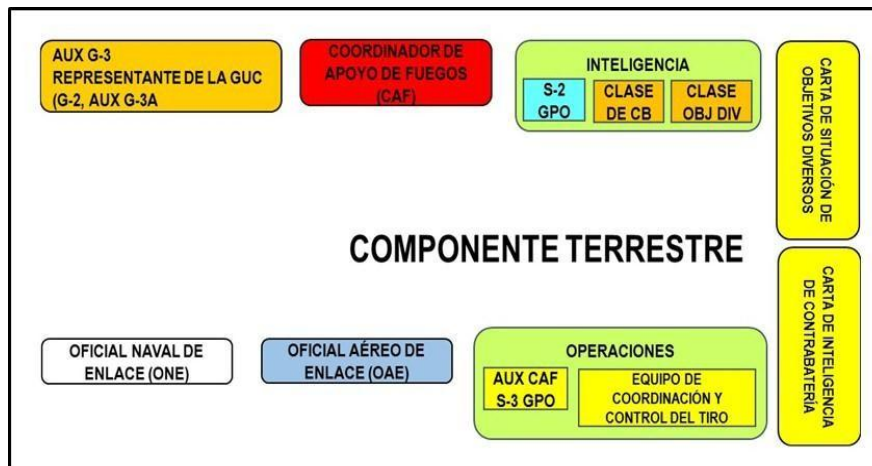 AUX G-3
REPRESENTANTE DE LA GUC
(G-2, AUX G-3A
COORDINADOR DE
APOYO DE FUEGOS
(CAF)
INTELIGENCIA
S-2
GPO
CLASE
DE CB
CLASE
OBJ DIV
CARTA DE SITUACIÓN DE
OBJETIVOS DIVERSOS
COMPONENTE TERRESTRE
CARTA DE INTELIGENCIA
DE CONTRABATERÍA
OFICIAL NAVAL DE
ENLACE (ONE)
OFICIAL AÉREO DE
ENLACE (OAE)
OPERACIONES
AUX CAF
S-3 GPO
EQUIPO DE
COORDINACIÓN Y
CONTROL DEL TIRO